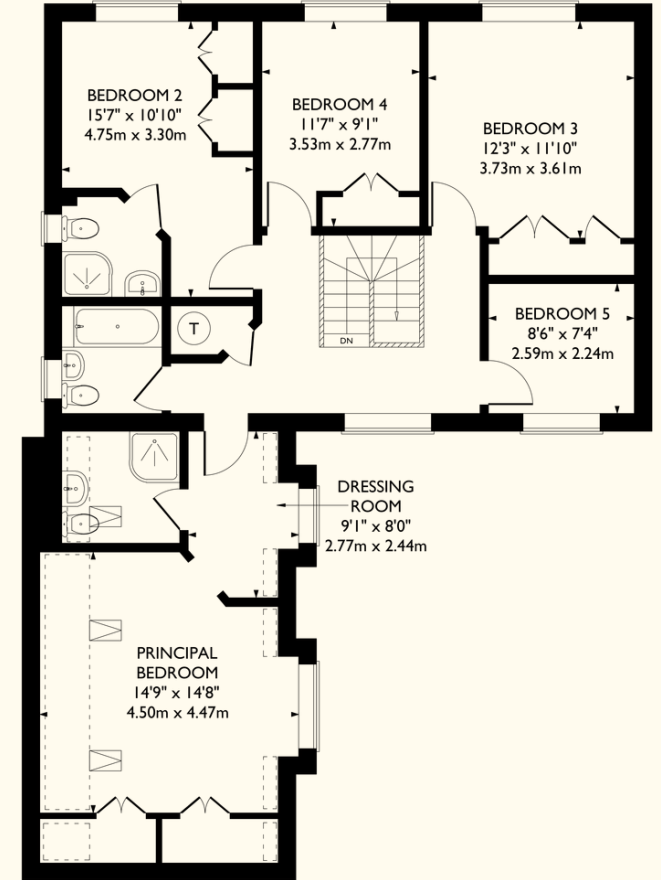 BEDROOM 2
15'7" x 10'10"
4.75m x 3.30m
BEDROOM 4
11'7" x 9'1"
3.53m x 2.77m
BEDROOM 3
12'3" x 11'10"
3.73m x 3.61m
T
DN
BEDROOM 5
8'6" x 7'4"
2.59m x 2.24m
DRESSING
ROOM
9'1" x 8'0"
2.77m x 2.44m
PRINCIPAL
BEDROOM
14'9" x 14'8"
4.50m x 4.47m